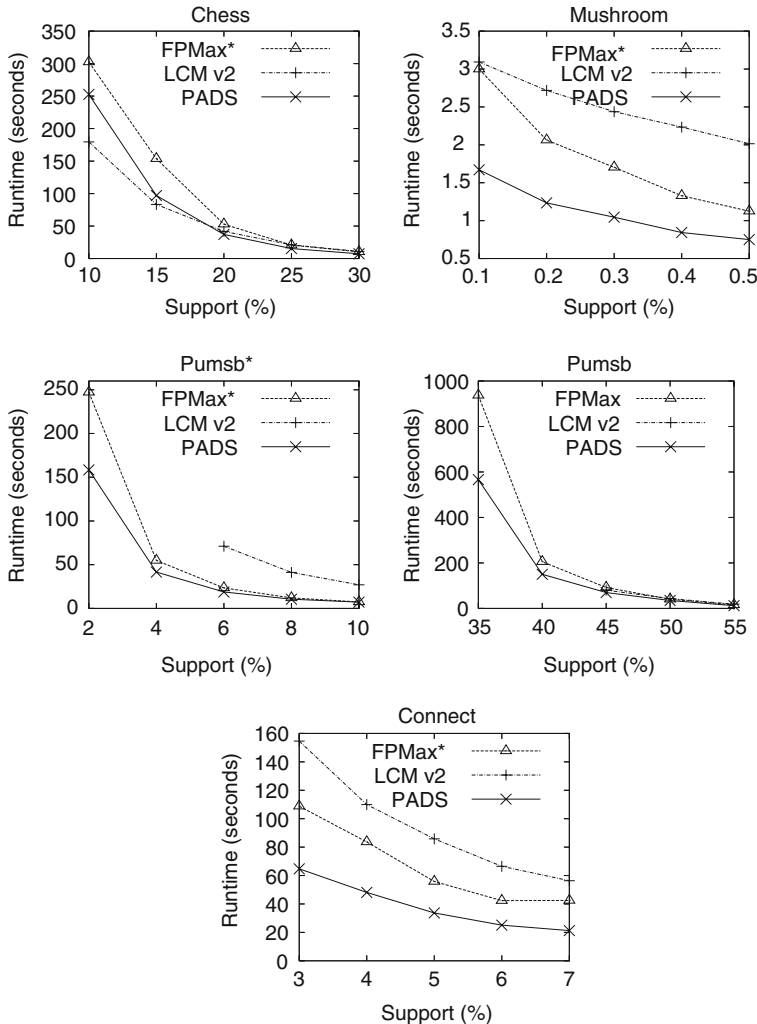 Chess
Runtime (seconds)
350
300
250
200
150
100
50
0
FPMax*
LCM v2
PADS
10 15 20 25 30
Support (%)
Mushroom
Runtime (seconds)
3.5
3
2.5
2
1.5
1
0.5
FPMax*
LCM v2
PADS
0.1 0.2 0.3 0.4 0.5
Support (%)
Pumsb*
Runtime (seconds)
250
200
150
100
50
0
FPMax*
LCM v2
PADS
2 4 6 8 10
Support (%)
Pumsb
Runtime (seconds)
1000
800
600
400
200
0
FPMax
LCM v2
PADS
35 40 45 50 55
Support (%)
Connect
Runtime (seconds)
160
140
120
100
80
60
40
20
0
FPMax*
LCM v2
PADS
3 4 5 6 7
Support (%)